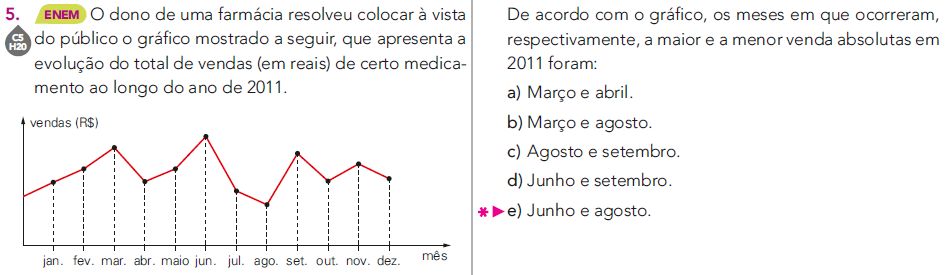 5. ENEM O dono de uma farmácia resolveu colocar à vista
C5
H20
do público o gráfico mostrado a seguir, que apresenta a
evolução do total de vendas (em reais) de certo medica-
mento ao longo do ano de 2011.
vendas (R$)
jan. fev. mar. abr. maio jun. jul. ago. set. out. nov. dez.
mês
De acordo com o gráfico, os meses em que ocorreram,
respectivamente, a maior e a menor venda absolutas em
2011 foram:
a) Março e abril.
b) Março e agosto.
c) Agosto e setembro.
d) Junho e setembro.
* ▶ e) Junho e agosto.